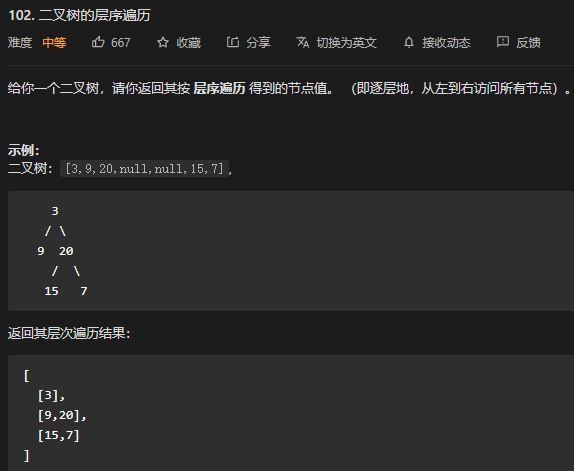 102. 二叉树的层序遍历
难度 中等 667 收藏 分享 切换为英文 接收动态 反馈
给你一个二叉树，请你返回其按 层序遍历 得到的节点值。 （即逐层地，从左到右访问所有节点）。
示例：
二叉树：[3,9,20,null,null,15,7],
3
/ \
9 20
/ \
15 7
返回其层次遍历结果：
[
[3],
[9,20],
[15,7]
]